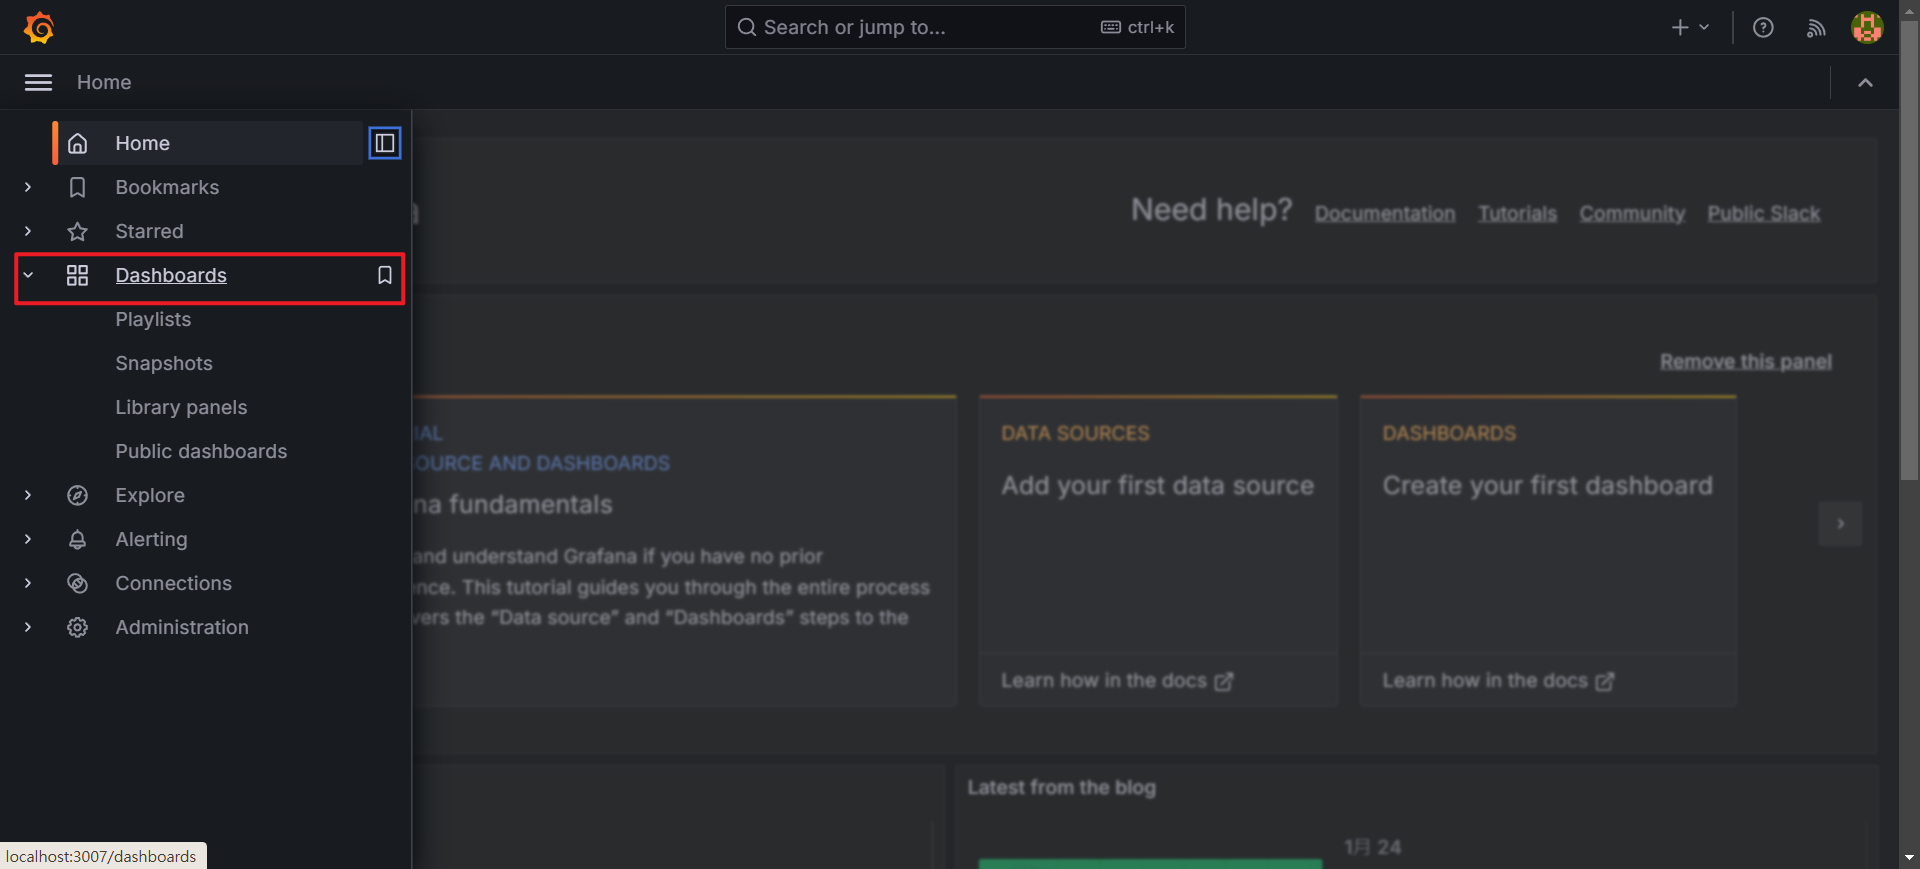 Search or jump to...
ctrl+k
Home
Home
Bookmarks
Starred
Dashboards
Playlists
Snapshots
Library panels
Public dashboards
Explore
Alerting
Connections
Administration
Need help?
Documentation
Tutorials
Community
Public Slack
Remove this panel
IAL
OURCE AND DASHBOARDS
na fundamentals
and understand Grafana if you have no prior
ence. This tutorial guides you through the entire process
vers the “Data source” and “Dashboards” steps to the
DATA SOURCES
Add your first data source
Learn how in the docs
DASHBOARDS
Create your first dashboard
Learn how in the docs
Latest from the blog
1月 24
localhost:3007/dashboards